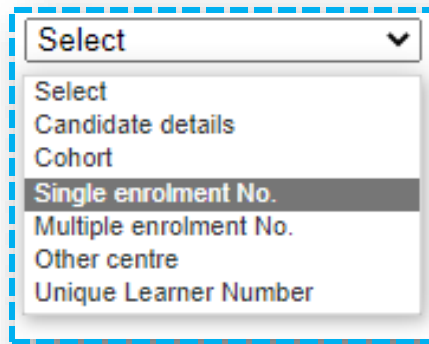 Select
Select
Candidate details
Cohort
Single enrolment No.
Multiple enrolment No.
Other centre
Unique Learner Number